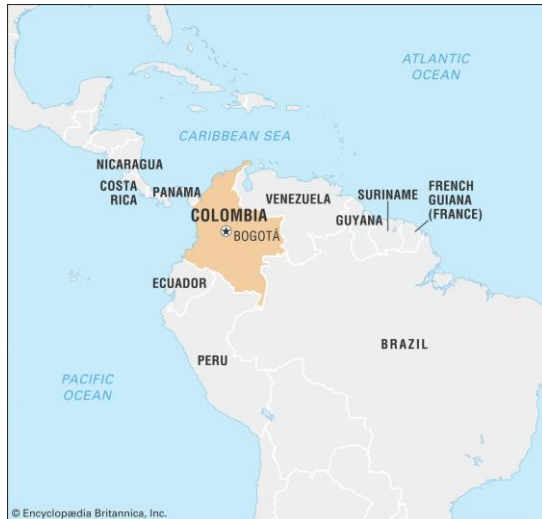 ATLANTIC
OCEAN
CARIBBEAN SEA
NICARAGUA
COSTA
RICA
PANAMA
VENEZUELA
SURINAME
FRENCH
GUIANA
(FRANCE)
GUYANA
COLOMBIA
BOGOTÁ
ECUADOR
PERU
BRAZIL
PACIFIC
OCEAN
© Encyclopædia Britannica, Inc.